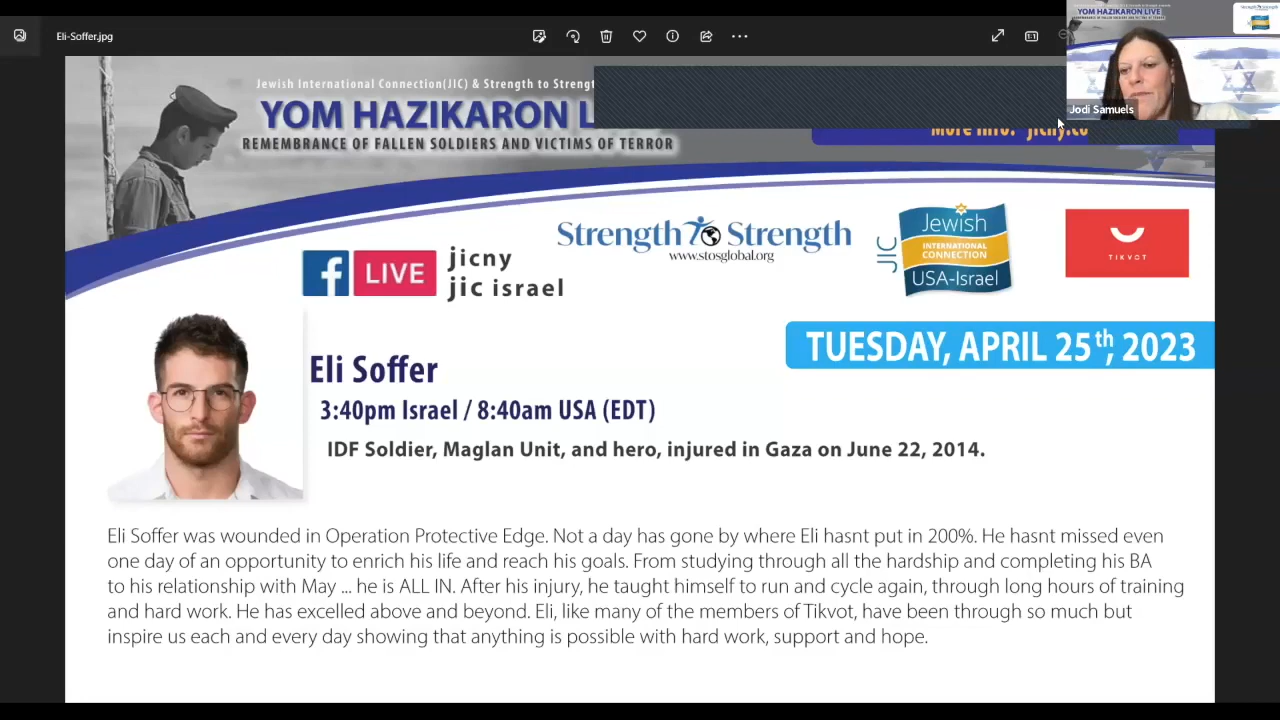 Eli-Soffer.jpg
YOM HAZIKARON LIVE
Jodi Samuels
Jewish International Connection(JIC) & Strength to Strengt
YOM HAZIKARON L
REMEMBRANCE OF FALLEN SOLDIERS AND VICTIMS OF TERROR
More info: jicny.co
f LIVE
jicny
jic israel
Strength to Strength
www.stosglobal.org
JIC
Jewish
INTERNATIONAL
CONNECTION
USA-Israel
TIKVOT
TUESDAY, APRIL 25th, 2023
Eli Soffer
3:40pm Israel / 8:40am USA (EDT)
IDF Soldier, Maglan Unit, and hero, injured in Gaza on June 22, 2014.
Eli Soffer was wounded in Operation Protective Edge. Not a day has gone by where Eli hasnt put in 200%. He hasnt missed even
one day of an opportunity to enrich his life and reach his goals. From studying through all the hardship and completing his BA
to his relationship with May ... he is ALL IN. After his injury, he taught himself to run and cycle again, through long hours of training
and hard work. He has excelled above and beyond. Eli, like many of the members of Tikvot, have been through so much but
inspire us each and every day showing that anything is possible with hard work, support and hope.